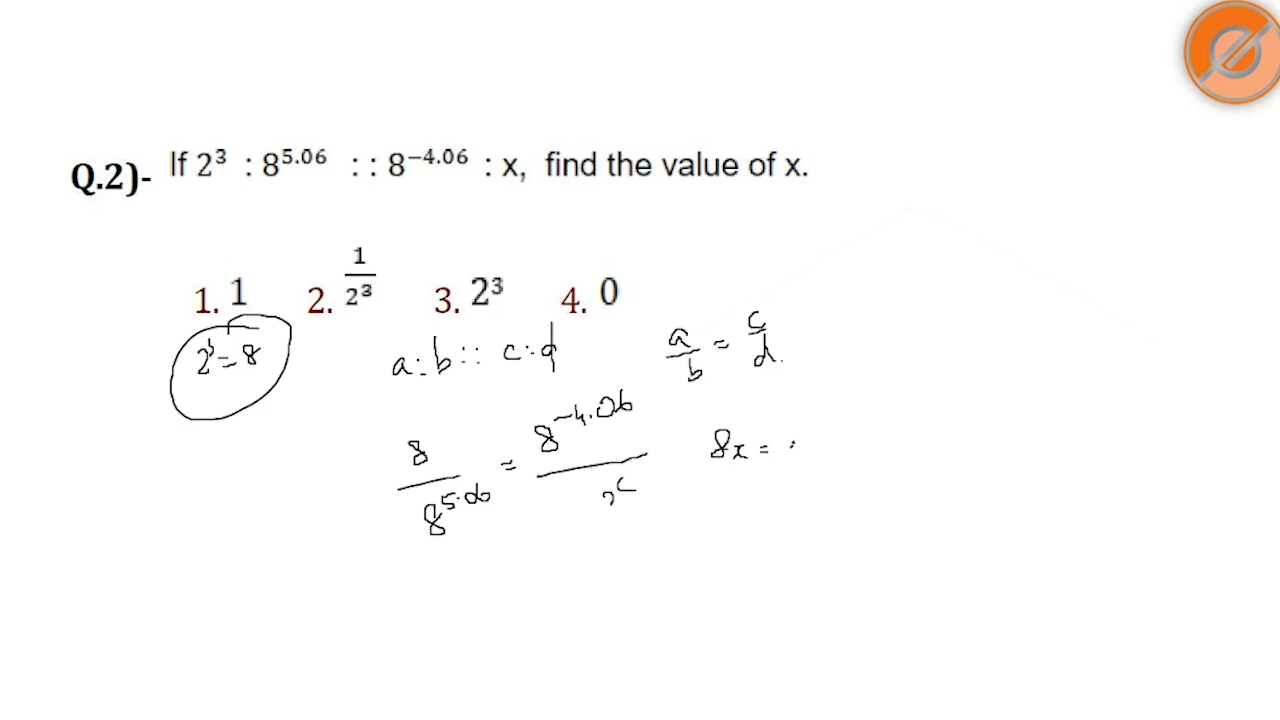 Q.2)- If 2³ : 8⁵·⁰⁶ : : 8⁻⁴·⁰⁶ : x, find the value of x.
1. 1 2. 1/2³ 3. 2³ 4. 0
2³=8 a:b :: c:d a/b = c/d.
8/8⁵·⁰⁶ = 8⁻⁴·⁰⁶/x 8x =